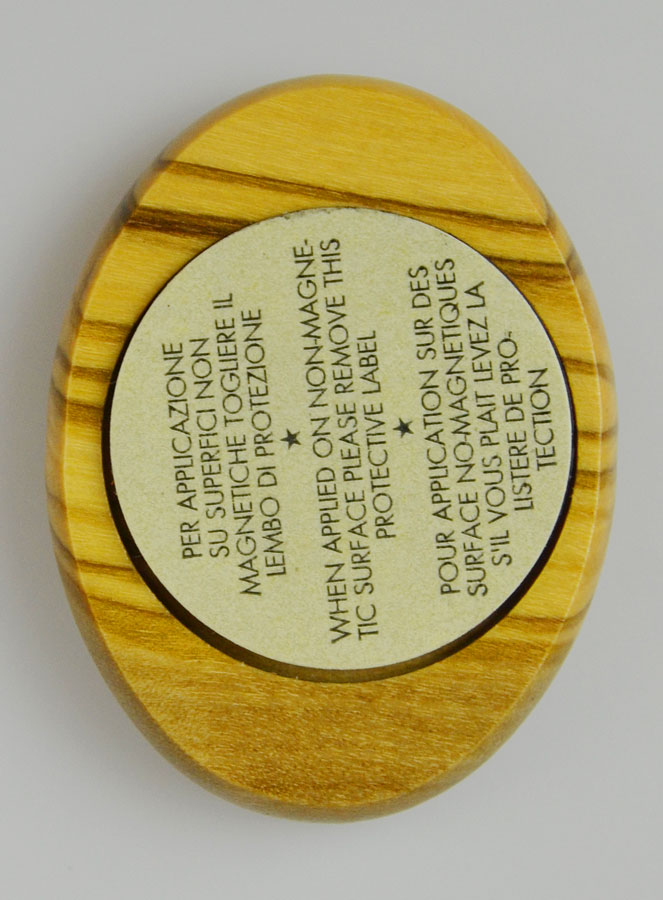 PER APPLICAZIONE
SU SUPERFICI NON
MAGNETICHE TOGLIERE IL
LEMBO DI PROTEZIONE
★
WHEN APPLIED ON NON-MAGNE-
TIC SURFACE PLEASE REMOVE THIS
PROTECTIVE LABEL
★
POUR APPLICATION SUR DES
SURFACE NO-MAGNETIQUES
S'IL VOUS PLAIT LEVEZ LA
LISTERE DE PRO-
TECTION